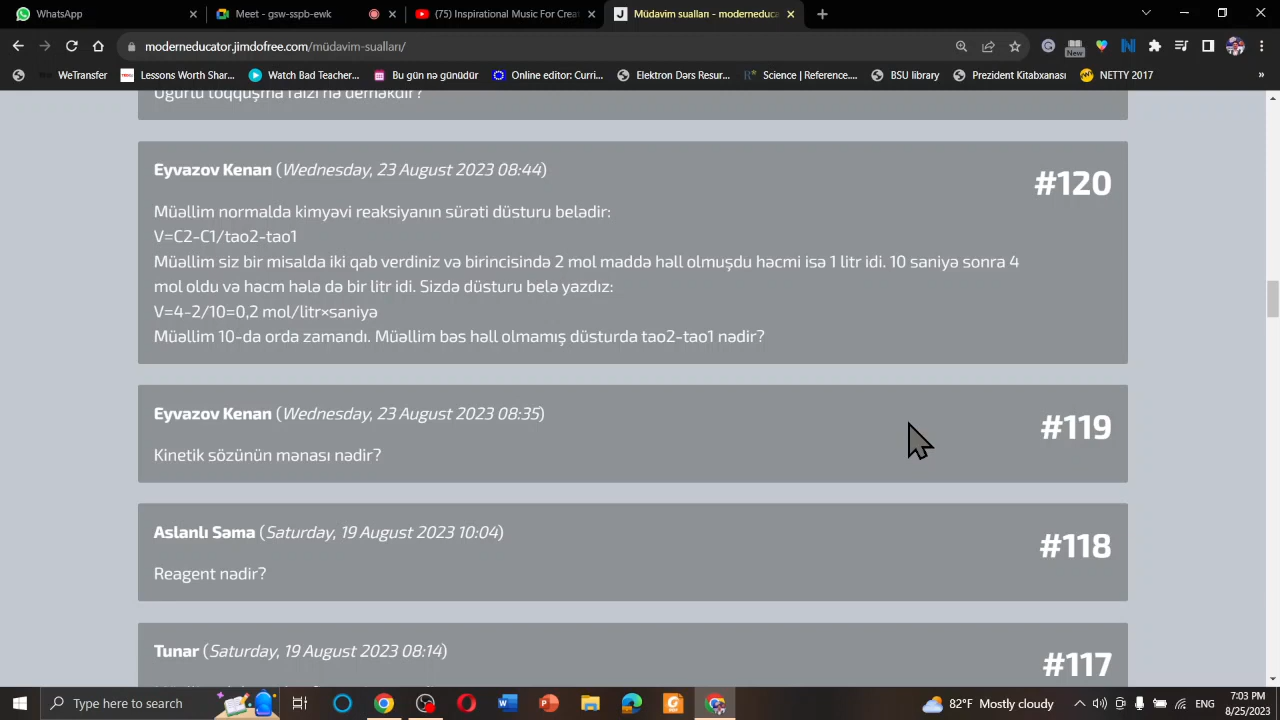 WhatsApp
Meet - gsw-sspb-ewk
(75) Inspirational Music For Creat
Müdavim sualları - moderneduca
moderneducator.jimdofree.com/müdavim-sualları/
New
WeTransfer
Lessons Worth Shar...
Watch Bad Teacher...
Bu gün nə günüdür
Online editor: Curri...
Elektron Dərs Resur...
Science | Reference....
BSU library
Prezident Kitabxanası
NETTY 2017
»
Uğurlu toqquşma faizi nə deməkdir?
Eyvazov Kenan (Wednesday, 23 August 2023 08:44)
#120
Müəllim normalda kimyəvi reaksiyanın sürəti düsturu belədir:
V=C2-C1/tao2-tao1
Müəllim siz bir misalda iki qab verdiniz və birincisində 2 mol maddə həll olmuşdu həcmi isə 1 litr idi. 10 saniyə sonra 4
mol oldu və həcm hələ də bir litr idi. Sizdə düsturu belə yazdız:
V=4-2/10=0,2 mol/litr×saniyə
Müəllim 10-da orda zamandı. Müəllim bəs həll olmamış düsturda tao2-tao1 nədir?
Eyvazov Kenan (Wednesday, 23 August 2023 08:35)
#119
Kinetik sözünün mənası nədir?
Aslanlı Səma (Saturday, 19 August 2023 10:04)
#118
Reagent nədir?
Tunar (Saturday, 19 August 2023 08:14)
#117
Type here to search
82°F Mostly cloudy
ENG
7:03 PM
8/25/2023